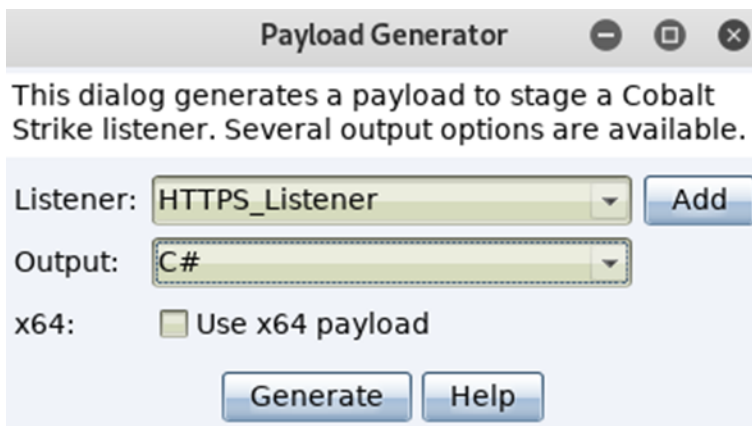 Payload Generator
This dialog generates a payload to stage a Cobalt
Strike listener. Several output options are available.
Listener: HTTPS_Listener Add
Output: C#
x64: Use x64 payload
Generate Help